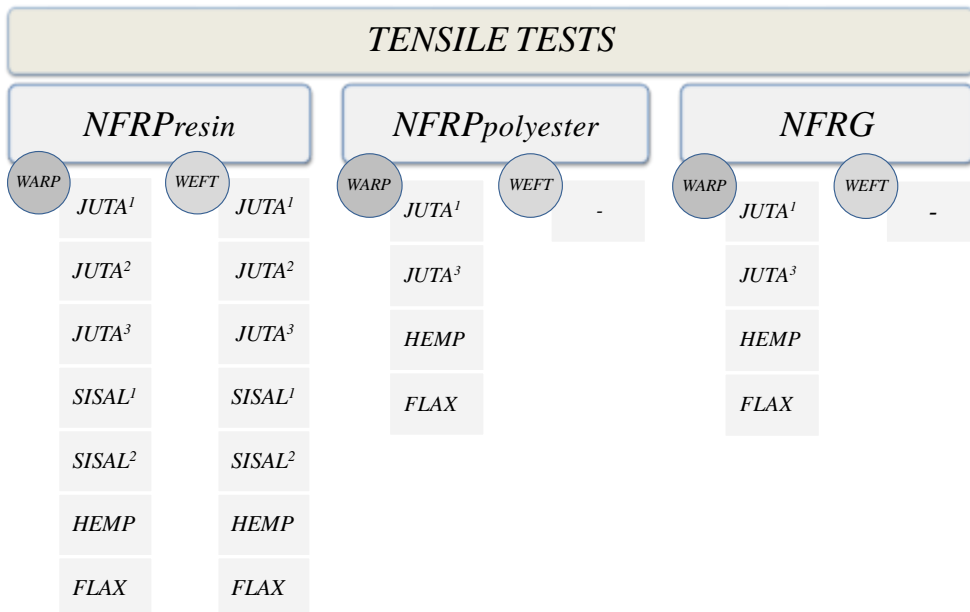 TENSILE TESTS
NFRPresin
NFRPpolyester
NFRG
WARP
WEFT
WARP
WEFT
WARP
WEFT
JUTA¹
JUTA¹
JUTA¹
-
JUTA¹
-
JUTA²
JUTA²
JUTA³
JUTA³
JUTA³
JUTA³
HEMP
HEMP
SISAL¹
SISAL¹
FLAX
FLAX
SISAL²
SISAL²
HEMP
HEMP
FLAX
FLAX